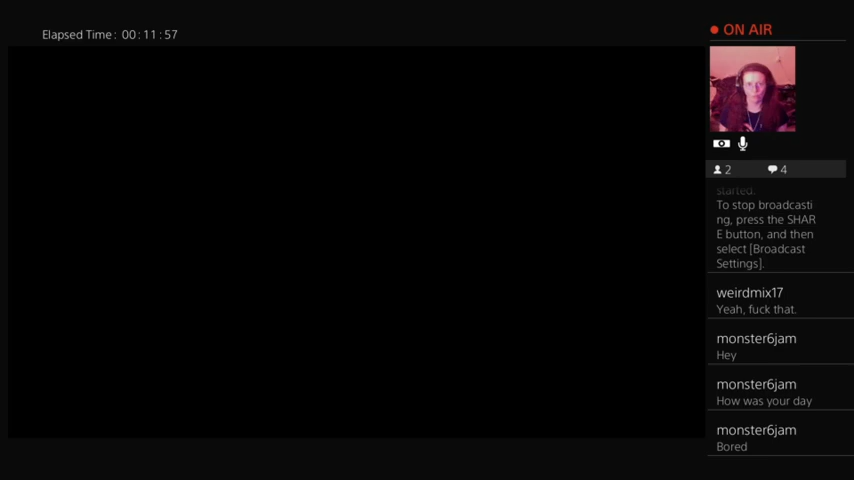 Elapsed Time: 00:11:57
ON AIR
2 4
started.
To stop broadcasti
ng, press the SHAR
E button, and then
select [Broadcast
Settings].
weirdmix17
Yeah, fuck that.
monster6jam
Hey
monster6jam
How was your day
monster6jam
Bored